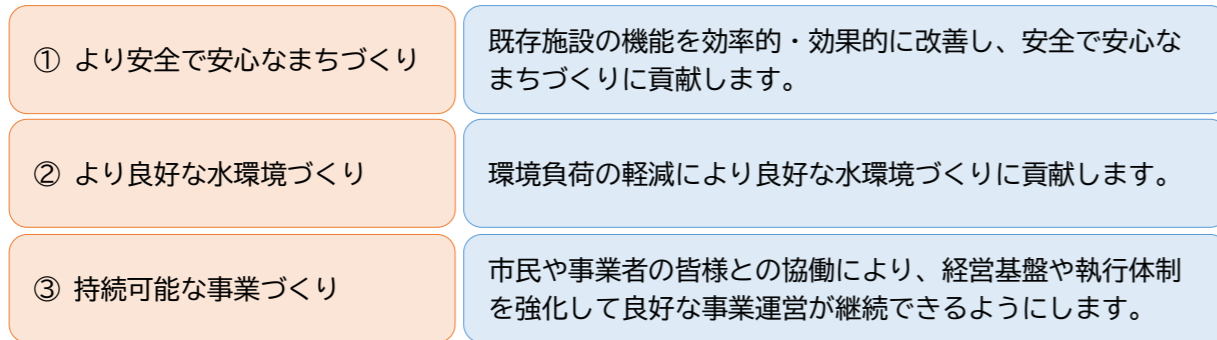 ① より安全で安心なまちづくり
既存施設の機能を効率的・効果的に改善し、安全で安心な
まちづくりに貢献します。
② より良好な水環境づくり
環境負荷の軽減により良好な水環境づくりに貢献します。
③ 持続可能な事業づくり
市民や事業者の皆様との協働により、経営基盤や執行体制
を強化して良好な事業運営が継続できるようにします。